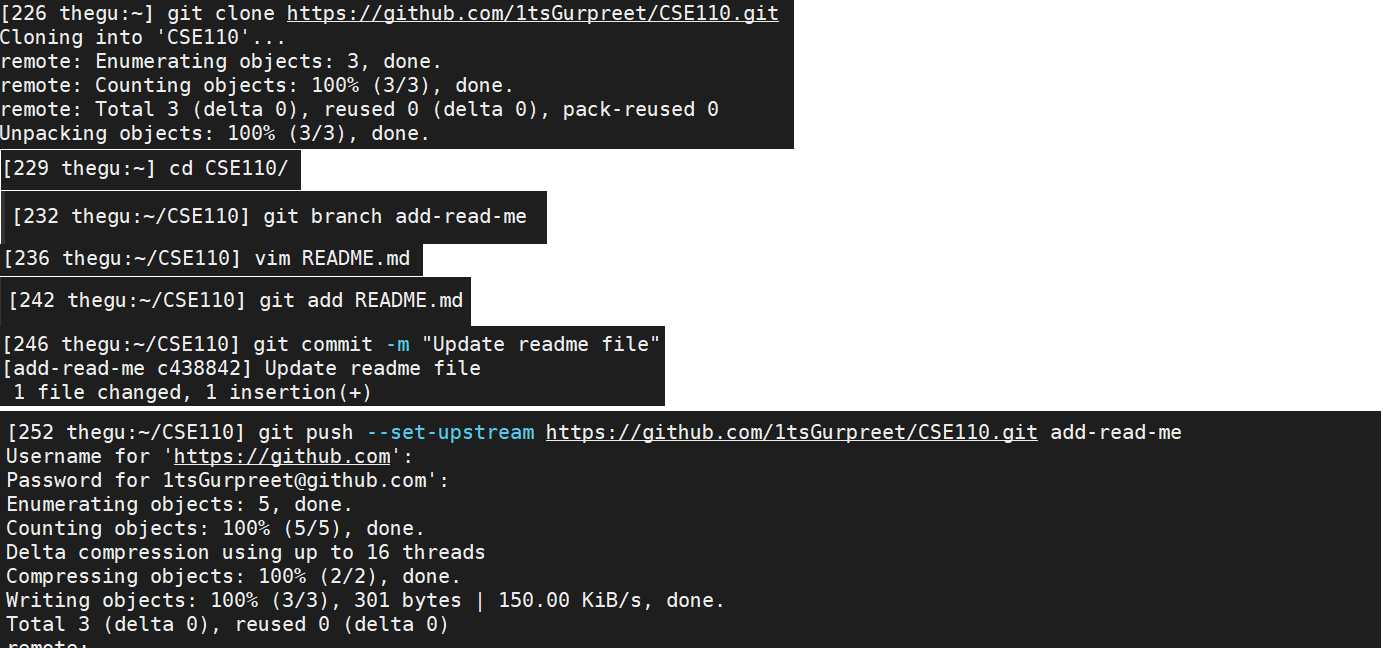 [226 thegu:~] git clone https://github.com/1tsGurpreet/CSE110.git
Cloning into 'CSE110'...
remote: Enumerating objects: 3, done.
remote: Counting objects: 100% (3/3), done.
remote: Total 3 (delta 0), reused 0 (delta 0), pack-reused 0
Unpacking objects: 100% (3/3), done.
[229 thegu:~] cd CSE110/
[232 thegu:~/CSE110] git branch add-read-me
[236 thegu:~/CSE110] vim README.md
[242 thegu:~/CSE110] git add README.md
[246 thegu:~/CSE110] git commit -m "Update readme file"
[add-read-me c438842] Update readme file
 1 file changed, 1 insertion(+)
[252 thegu:~/CSE110] git push --set-upstream https://github.com/1tsGurpreet/CSE110.git add-read-me
Username for 'https://github.com':
Password for 1tsGurpreet@github.com':
Enumerating objects: 5, done.
Counting objects: 100% (5/5), done.
Delta compression using up to 16 threads
Compressing objects: 100% (2/2), done.
Writing objects: 100% (3/3), 301 bytes | 150.00 KiB/s, done.
Total 3 (delta 0), reused 0 (delta 0)
remote: